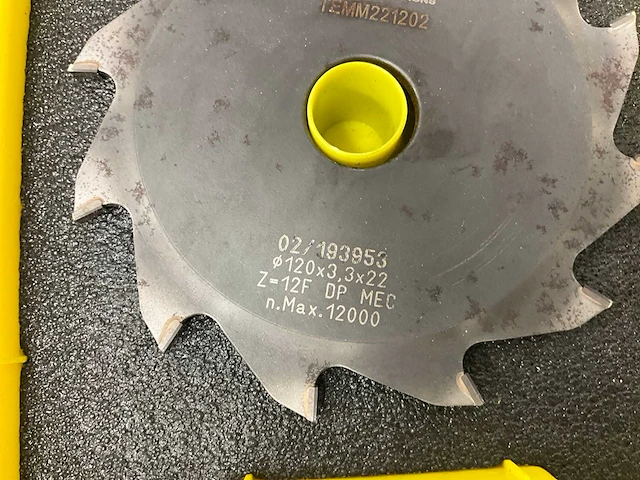 TEMM221202
02/193953
ø120x3,3x22
Z=12F DP MEC
n.Max.12000